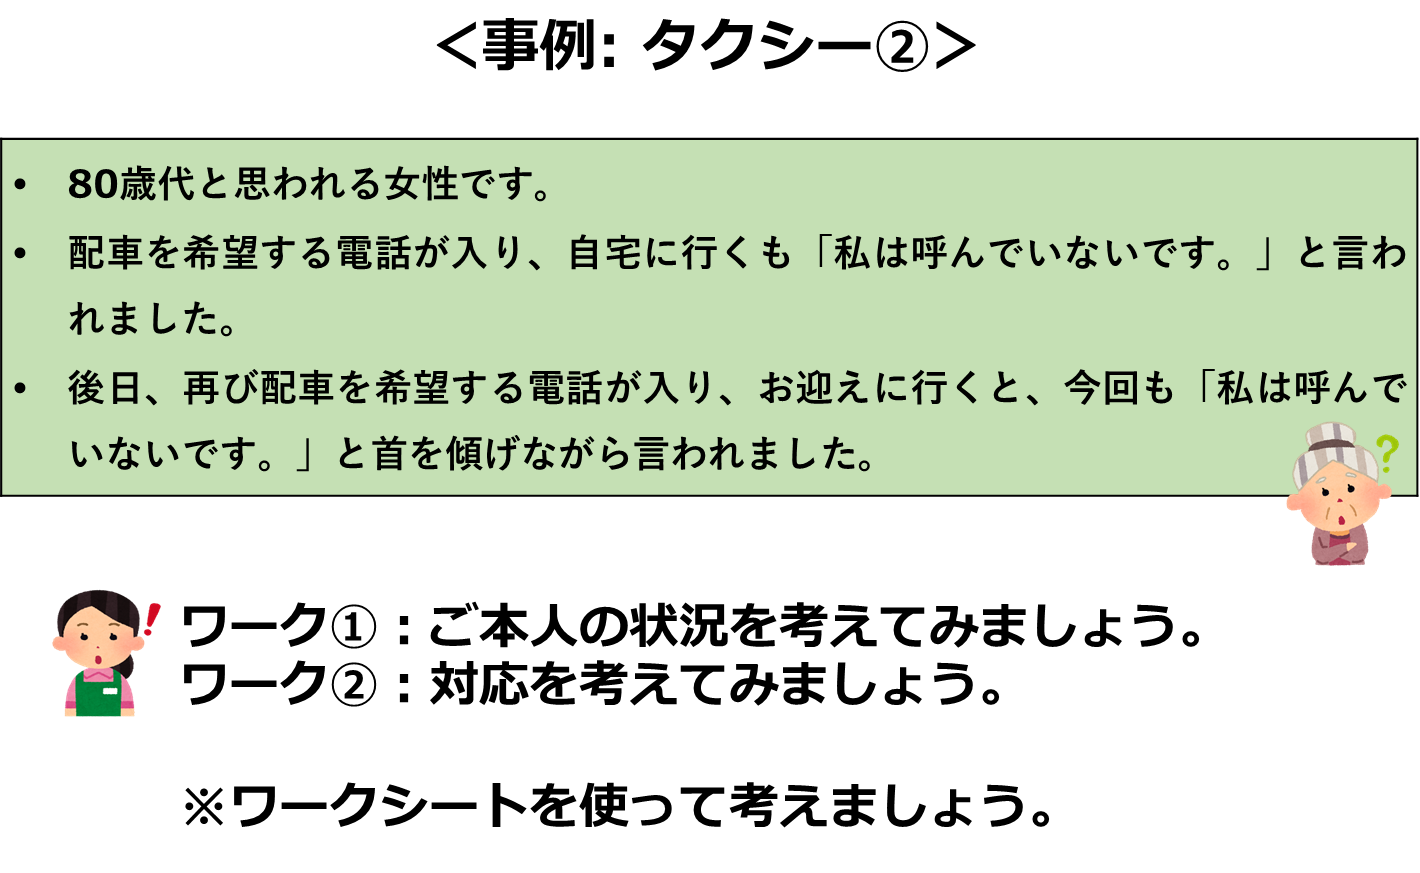 ＜事例: タクシー②＞
• 80歳代と思われる女性です。
• 配車を希望する電話が入り、自宅に行くも「私は呼んでいないです。」と言わ
れました。
• 後日、再び配車を希望する電話が入り、お迎えに行くと、今回も「私は呼んで
いないです。」と首を傾げながら言われました。
?
!
ワーク①：ご本人の状況を考えてみましょう。
ワーク②：対応を考えてみましょう。
※ワークシートを使って考えましょう。